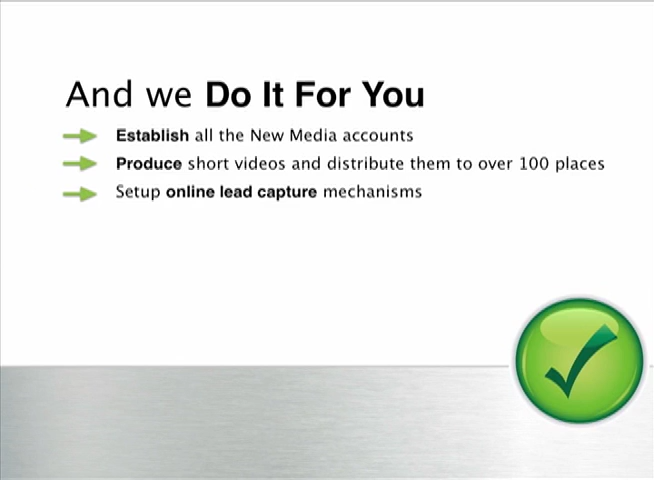 And we Do It For You
Establish all the New Media accounts
Produce short videos and distribute them to over 100 places
Setup online lead capture mechanisms